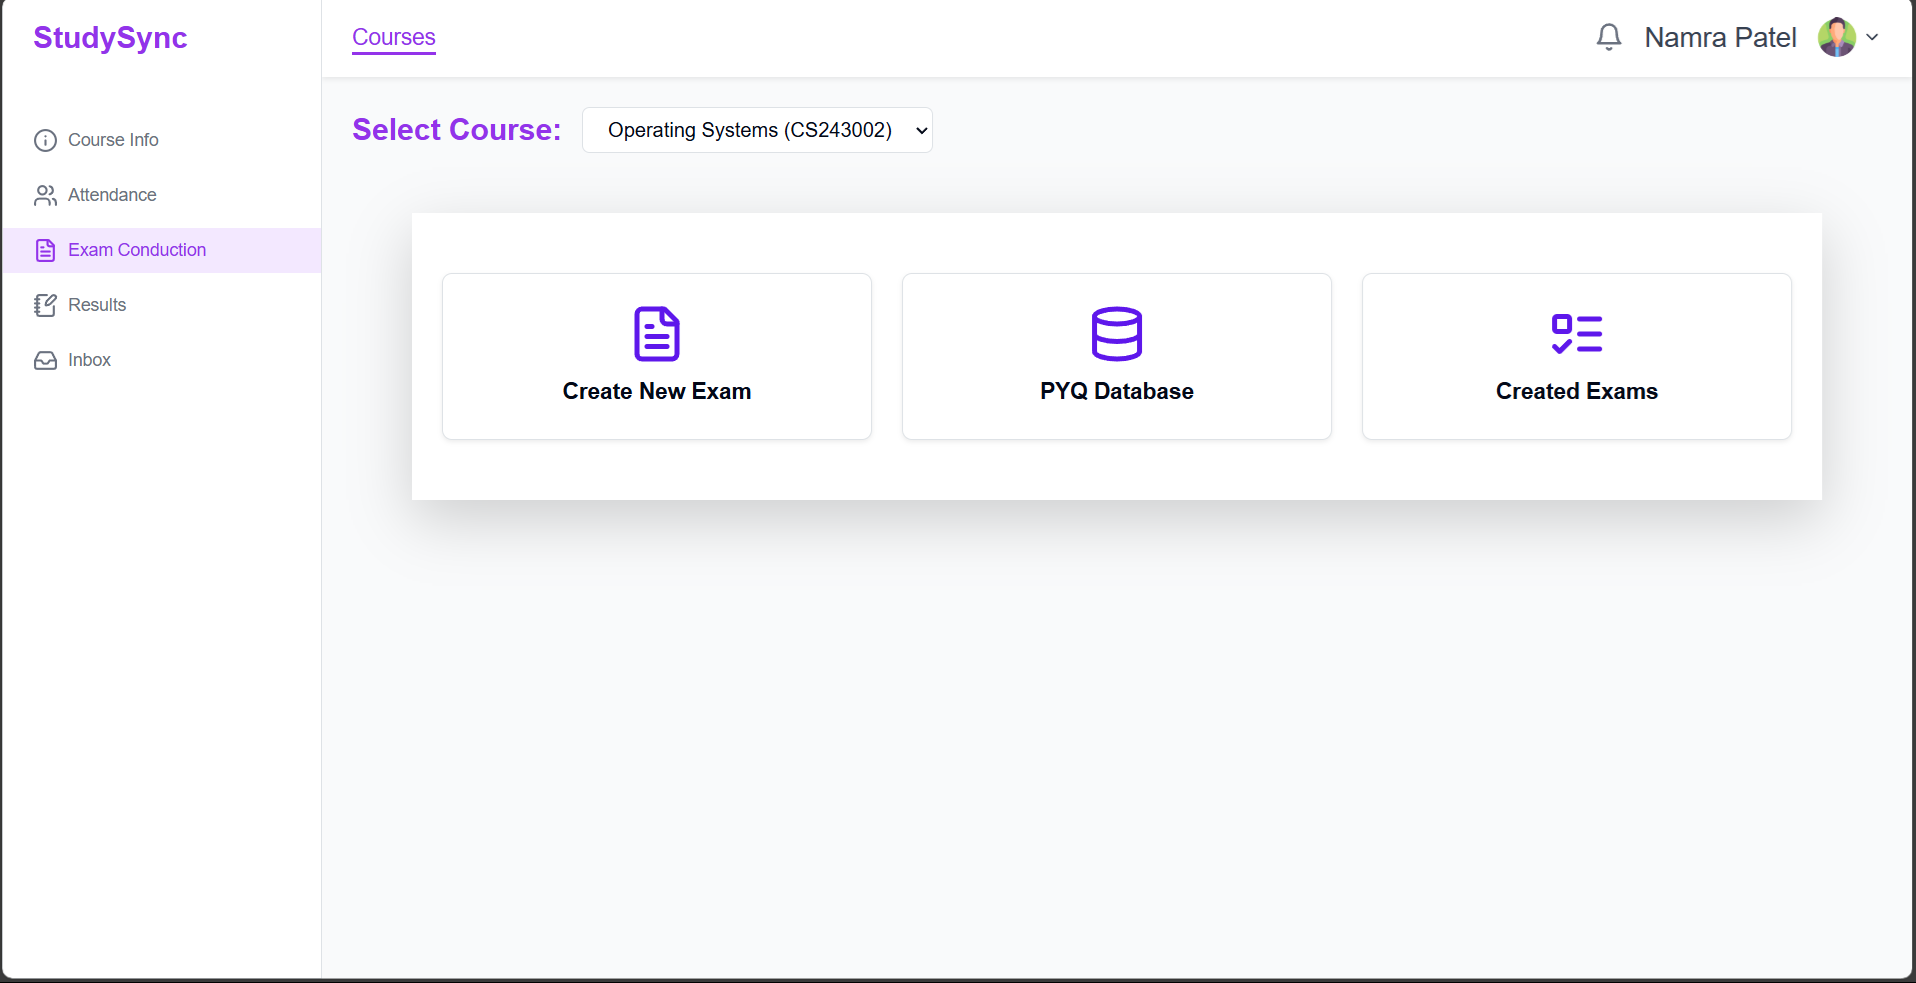 StudySync
Courses
Namra Patel
Course Info
Attendance
Exam Conduction
Results
Inbox
Select Course:
Operating Systems (CS243002)
Create New Exam
PYQ Database
Created Exams